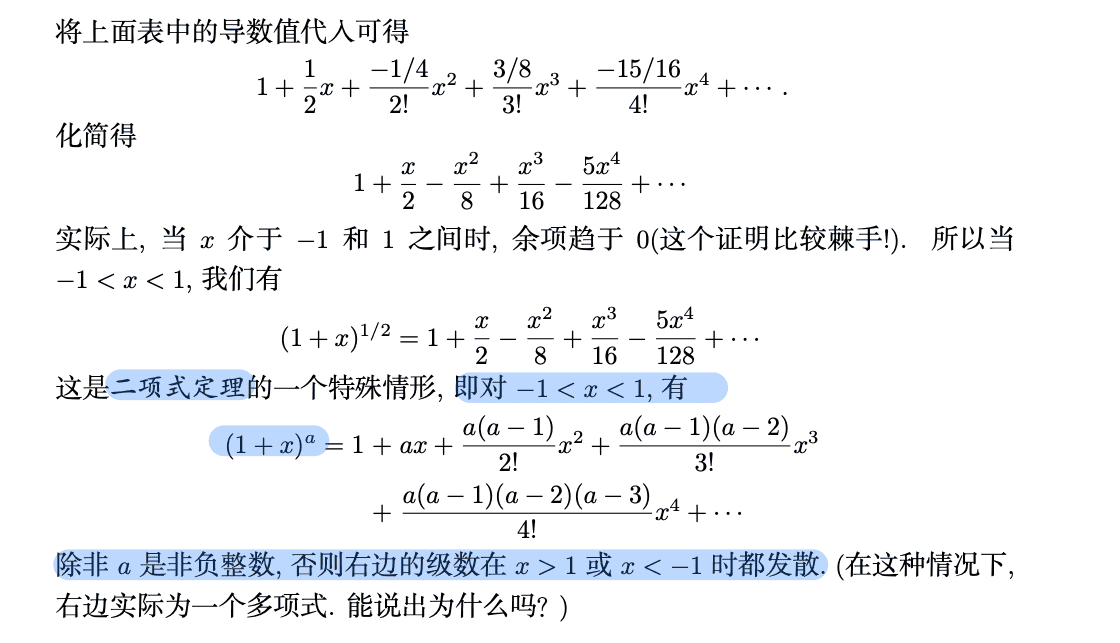 将上面表中的导数值代入可得
1 + \frac{1}{2}x + \frac{-1/4}{2!}x^2 + \frac{3/8}{3!}x^3 + \frac{-15/16}{4!}x^4 + ⋯ .
化简得
1 + \frac{x}{2} − \frac{x^2}{8} + \frac{x^3}{16} − \frac{5x^4}{128} + ⋯
实际上, 当 x 介于 −1 和 1 之间时, 余项趋于 0(这个证明比较棘手!). 所以当
−1 < x < 1, 我们有
(1 + x)^{1/2} = 1 + \frac{x}{2} − \frac{x^2}{8} + \frac{x^3}{16} − \frac{5x^4}{128} + ⋯
这是二项式定理的一个特殊情形, 即对 −1 < x < 1, 有
(1 + x)^a = 1 + ax + \frac{a(a − 1)}{2!}x^2 + \frac{a(a − 1)(a − 2)}{3!}x^3
+ \frac{a(a − 1)(a − 2)(a − 3)}{4!}x^4 + ⋯
除非 a 是非负整数, 否则右边的级数在 x > 1 或 x < −1 时都发散. (在这种情况下,
右边实际为一个多项式. 能说出为什么吗? )